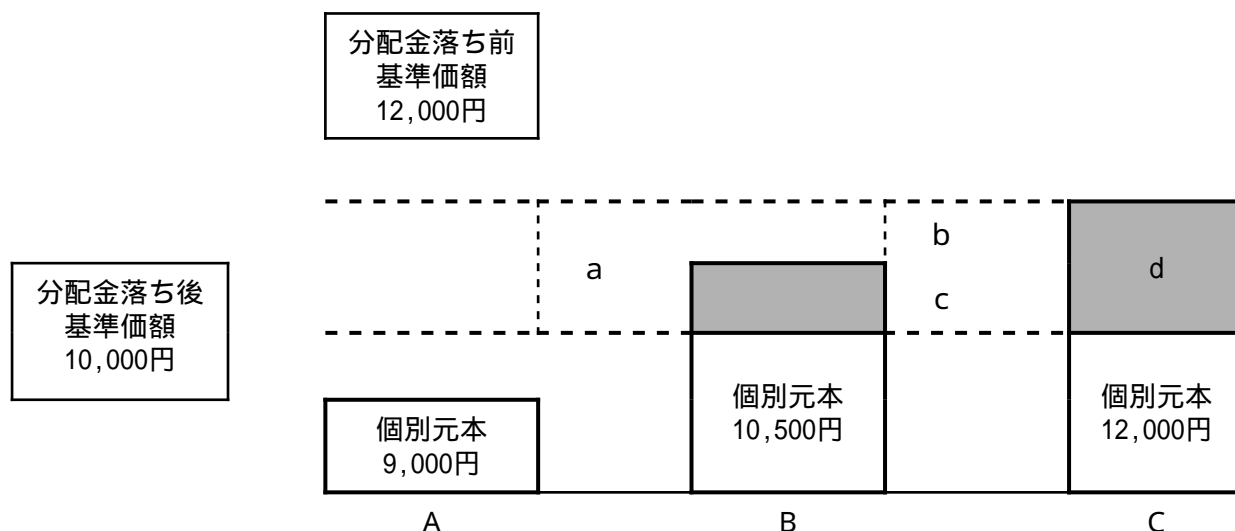 分配金落ち前
基準価額
12,000円
a
b
c
d
分配金落ち後
基準価額
10,000円
個別元本
9,000円
個別元本
10,500円
個別元本
12,000円
A
B
C